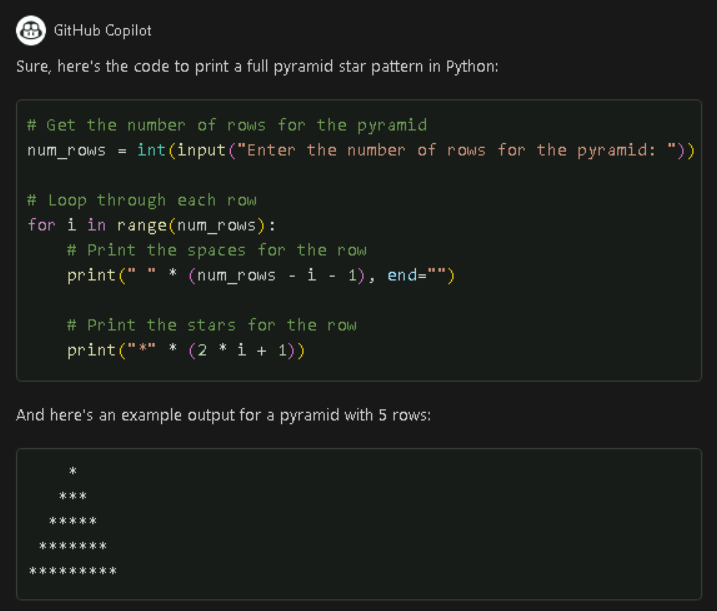 GitHub Copilot
Sure, here's the code to print a full pyramid star pattern in Python:
# Get the number of rows for the pyramid
num_rows = int(input("Enter the number of rows for the pyramid: "))
# Loop through each row
for i in range(num_rows):
    # Print the spaces for the row
    print(" " * (num_rows - i - 1), end="")
    # Print the stars for the row
    print("*" * (2 * i + 1))
And here's an example output for a pyramid with 5 rows:
    *
   ***
  *****
 *******
*********